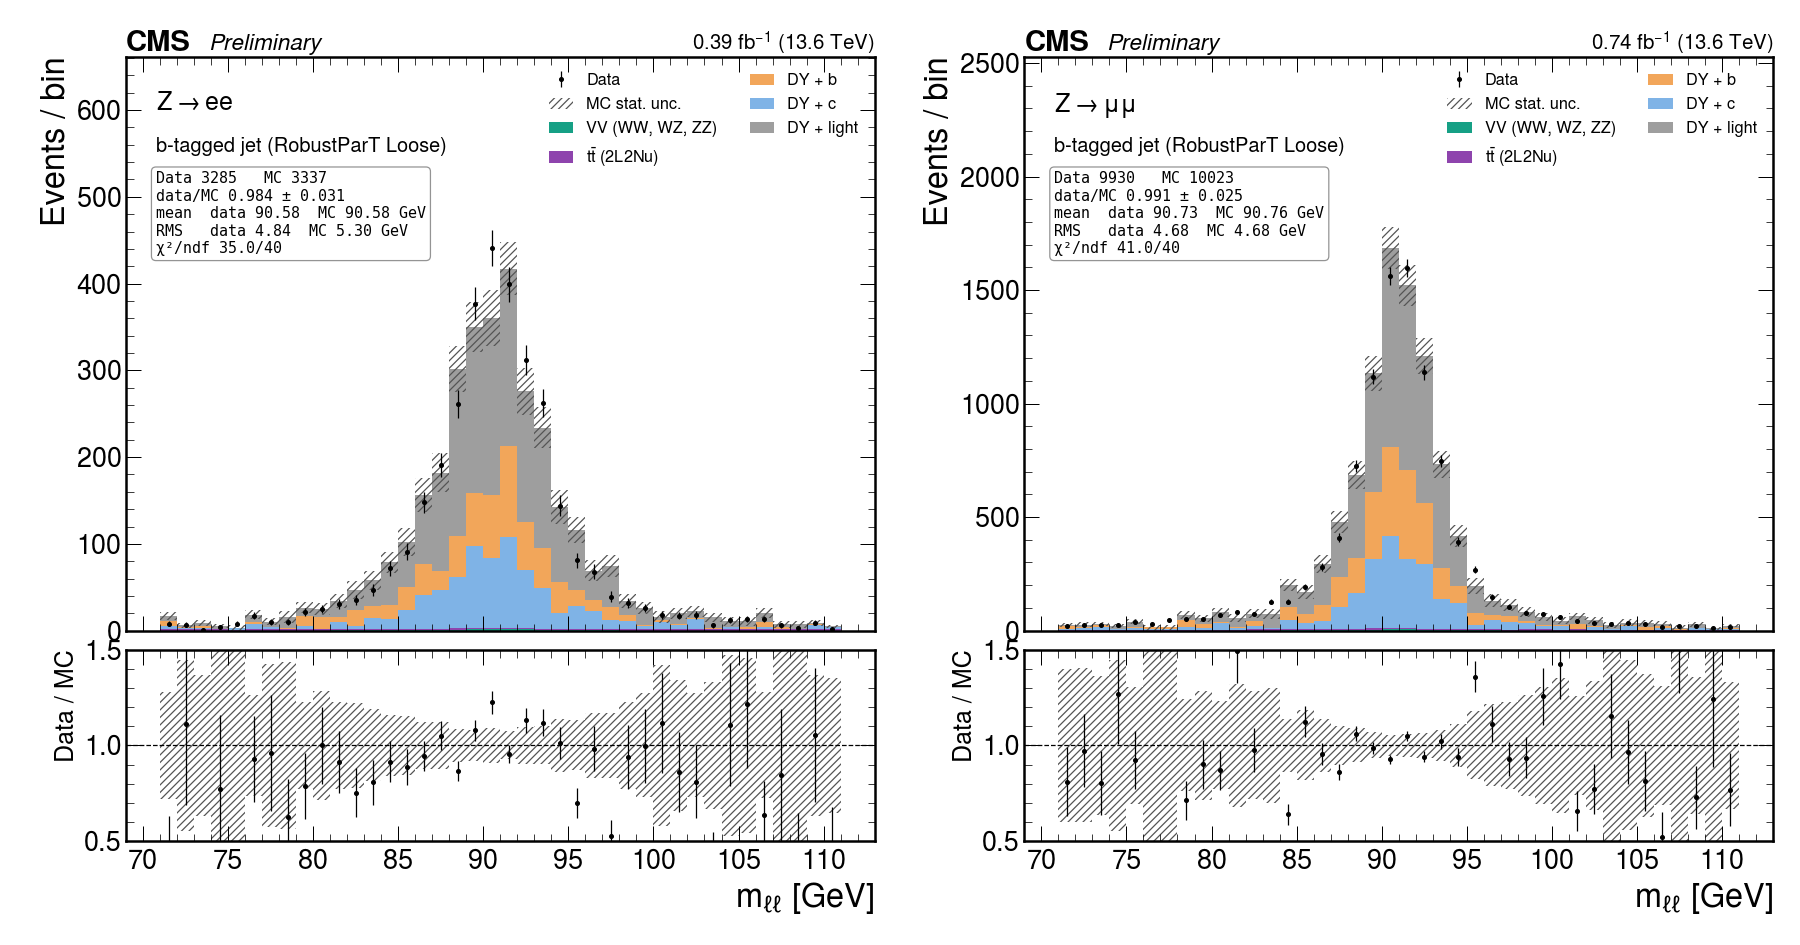 CMS Preliminary 0.39 fb⁻¹ (13.6 TeV)
Events / bin
Z → ee
b-tagged jet (RobustParT Loose)
Data 3285 MC 3337
data/MC 0.984 ± 0.031
mean data 90.58 MC 90.58 GeV
RMS data 4.84 MC 5.30 GeV
χ²/ndf 35.0/40
Data
MC stat. unc.
VV (WW, WZ, ZZ)
tt̄ (2L2Nu)
DY + b
DY + c
DY + light
600
500
400
300
200
100
0
Data / MC
1.5
1.0
0.5
70 75 80 85 90 95 100 105 110
mℓℓ [GeV]
CMS Preliminary 0.74 fb⁻¹ (13.6 TeV)
Events / bin
Z → μμ
b-tagged jet (RobustParT Loose)
Data 9930 MC 10023
data/MC 0.991 ± 0.025
mean data 90.73 MC 90.76 GeV
RMS data 4.68 MC 4.68 GeV
χ²/ndf 41.0/40
Data
MC stat. unc.
VV (WW, WZ, ZZ)
tt̄ (2L2Nu)
DY + b
DY + c
DY + light
2500
2000
1500
1000
500
0
Data / MC
1.5
1.0
0.5
70 75 80 85 90 95 100 105 110
mℓℓ [GeV]